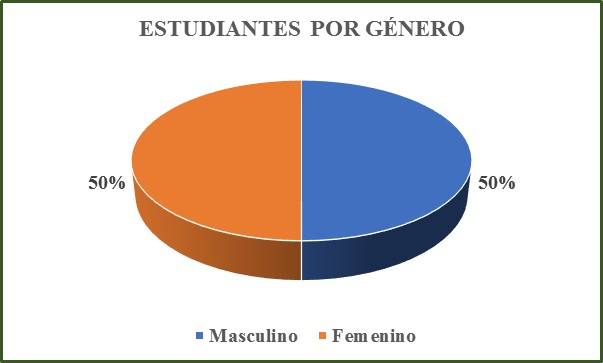 ESTUDIANTES POR GÉNERO
50%
50%
Masculino
Femenino